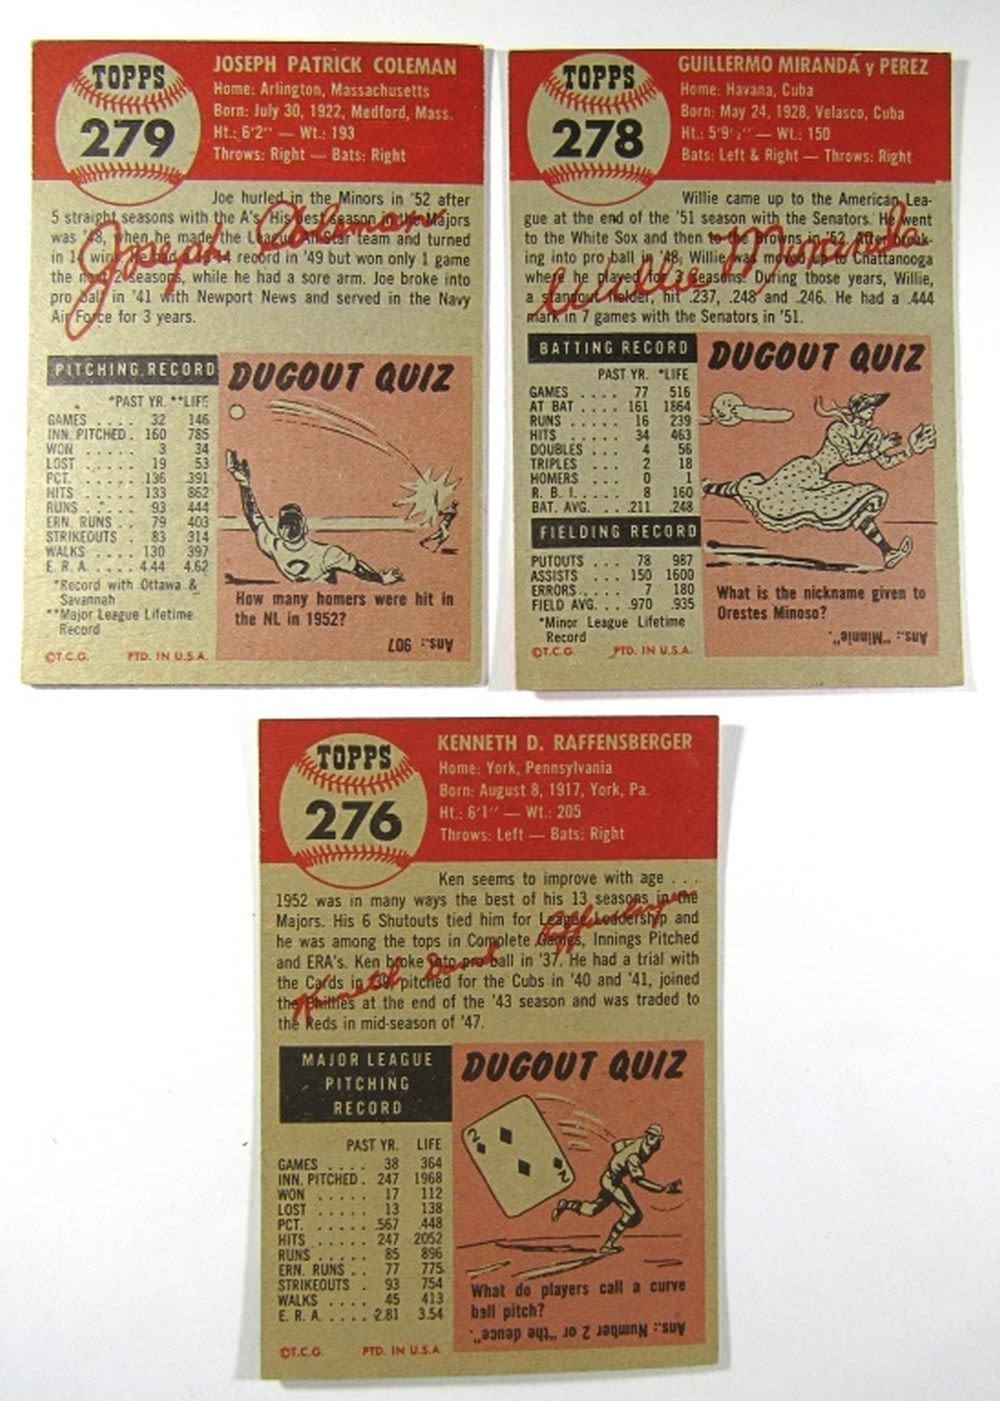 TOPPS
279
JOSEPH PATRICK COLEMAN
Home: Arlington, Massachusetts
Born: July 30, 1922, Medford, Mass.
Ht.: 6'2" — Wt.: 193
Throws: Right — Bats: Right
Joe hurled in the Minors in '52 after
5 straight seasons with the A's. His best season in the Majors
was '48, when he made the League All-Star team and turned
in 14 wins. He had a 14 record in '49 but won only 1 game
the next 2 seasons, while he had a sore arm. Joe broke into
pro ball in '41 with Newport News and served in the Navy
Air Force for 3 years.
Joseph Coleman
PITCHING RECORD
*PAST YR. **LIFE
GAMES .... 32 146
INN. PITCHED . 160 785
WON ..... 3 34
LOST ..... 19 53
PCT. ..... .136 .391
HITS ..... 133 862
RUNS ..... 93 444
ERN. RUNS .. 79 403
STRIKEOUTS . 83 314
WALKS .... 130 397
E. R. A. .... 4.44 4.62
*Record with Ottawa &
Savannah
**Major League Lifetime
Record
©T.C.G. PTD. IN U.S.A.
DUGOUT QUIZ
2
How many homers were hit in
the NL in 1952?
Ans.: 907
TOPPS
278
GUILLERMO MIRANDA y PEREZ
Home: Havana, Cuba
Born: May 24, 1928, Velasco, Cuba
Ht.: 5'9½" — Wt.: 150
Bats: Left & Right — Throws: Right
Willie came up to the American Lea-
gue at the end of the '51 season with the Senators. He went
to the White Sox and then to the Browns in '52. After break-
ing into pro ball in '48, Willie was moved up to Chattanooga
where he played for 3 seasons. During those years, Willie,
a standout fielder, hit .237, .248 and .246. He had a .444
mark in 7 games with the Senators in '51.
Willie Miranda
BATTING RECORD
PAST YR. *LIFE
GAMES .... 77 516
AT BAT .... 161 1864
RUNS ..... 16 239
HITS ..... 34 463
DOUBLES ... 4 56
TRIPLES .... 2 18
HOMERS ... 0 1
R. B. I. ..... 8 160
BAT. AVG. ... .211 .248
FIELDING RECORD
PUTOUTS ... 78 987
ASSISTS .... 150 1600
ERRORS .... 7 180
FIELD AVG. ... .970 .935
*Minor League Lifetime
Record
©T.C.G. PTD. IN U.S.A.
DUGOUT QUIZ
What is the nickname given to
Orestes Minoso?
Ans.: "Minnie".
TOPPS
276
KENNETH D. RAFFENSBERGER
Home: York, Pennsylvania
Born: August 8, 1917, York, Pa.
Ht.: 6'1" — Wt.: 205
Throws: Left — Bats: Right
Ken seems to improve with age . . .
1952 was in many ways the best of his 13 seasons in the
Majors. His 6 Shutouts tied him for League Leadership and
he was among the tops in Complete Games, Innings Pitched
and ERA's. Ken broke into pro ball in '37. He had a trial with
the Cards in '39, pitched for the Cubs in '40 and '41, joined
the Phillies at the end of the '43 season and was traded to
the Reds in mid-season of '47.
Kenneth David Raffensberger
MAJOR LEAGUE
PITCHING
RECORD
PAST YR. LIFE
GAMES .... 38 364
INN. PITCHED . 247 1968
WON ..... 17 112
LOST ..... 13 138
PCT. ..... .567 .448
HITS ..... 247 2052
RUNS ..... 85 896
ERN. RUNS .. 77 775
STRIKEOUTS . 93 754
WALKS .... 45 413
E. R. A. .... 2.81 3.54
©T.C.G. PTD. IN U.S.A.
DUGOUT QUIZ
2
2
What do players call a curve
ball pitch?
Ans.: Number 2 or "the deuce".